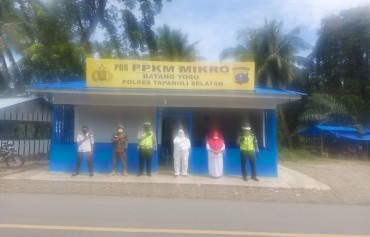 POS PPKM MIKRO
BATANG TORU
POLRES TAPANULI SELATAN